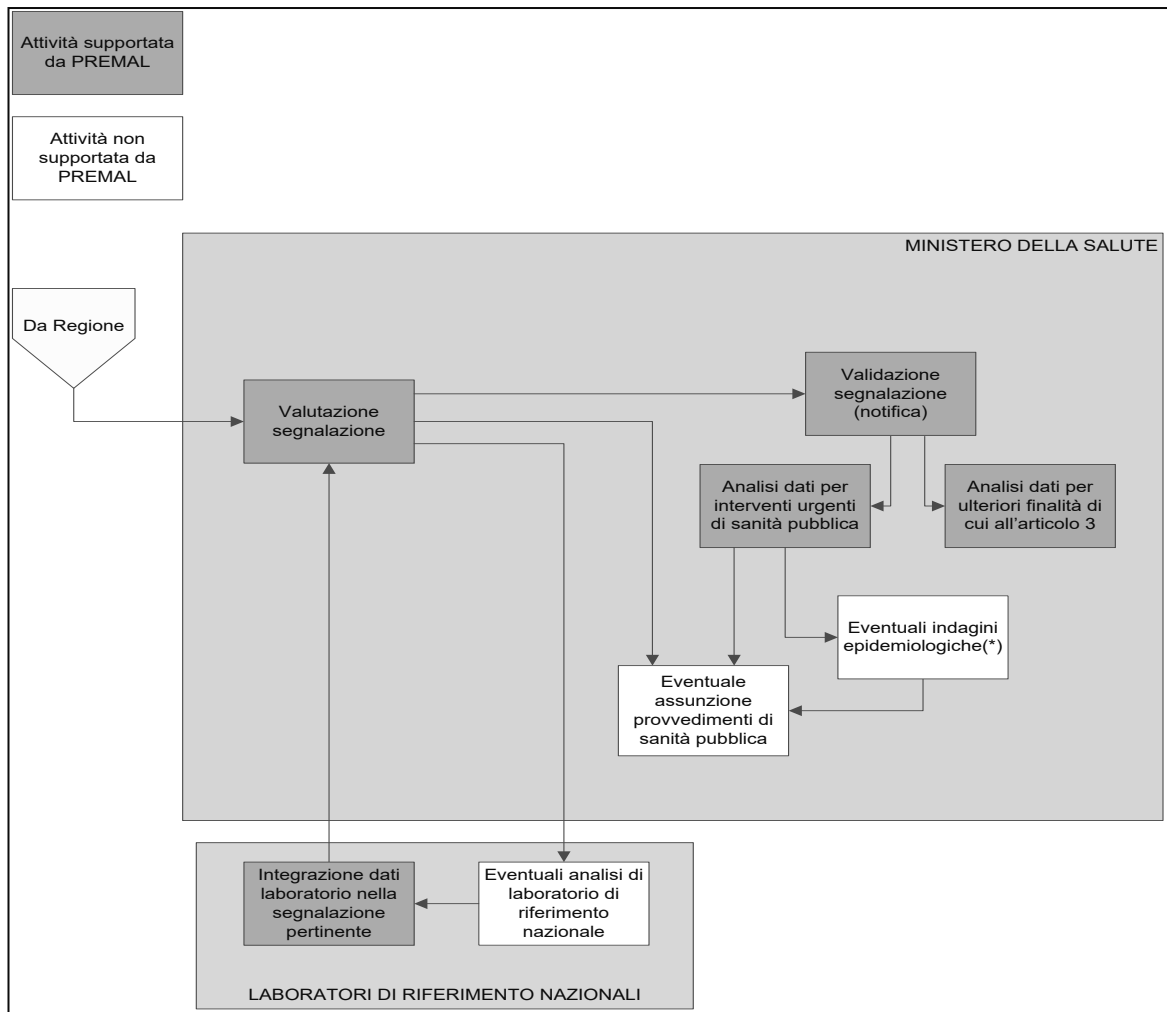 Attività supportata
da PREMAL
Attività non
supportata da
PREMAL
MINISTERO DELLA SALUTE
Da Regione
Valutazione
segnalazione
Validazione
segnalazione
(notifica)
Analisi dati per
interventi urgenti
di sanità pubblica
Analisi dati per
ulteriori finalità di
cui all'articolo 3
Eventuali indagini
epidemiologiche(*)
Eventuale
assunzione
provvedimenti di
sanità pubblica
Integrazione dati
laboratorio nella
segnalazione
pertinente
Eventuali analisi di
laboratorio di
riferimento
nazionale
LABORATORI DI RIFERIMENTO NAZIONALI